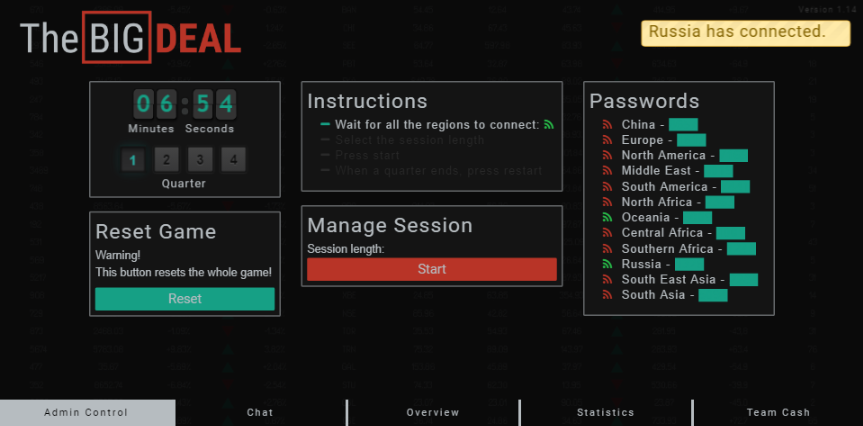 Version 1.14
The BIG DEAL
Russia has connected.
06:54
Minutes Seconds
1 2 3 4
Quarter
Reset Game
Warning!
This button resets the whole game!
Reset
Instructions
Wait for all the regions to connect:
Select the session length
Press start
When a quarter ends, press restart
Manage Session
Session length:
Start
Passwords
China -
Europe -
North America -
Middle East -
South America -
North Africa -
Oceania -
Central Africa -
Southern Africa -
Russia -
South East Asia -
South Asia -
Admin Control
Chat
Overview
Statistics
Team Cash